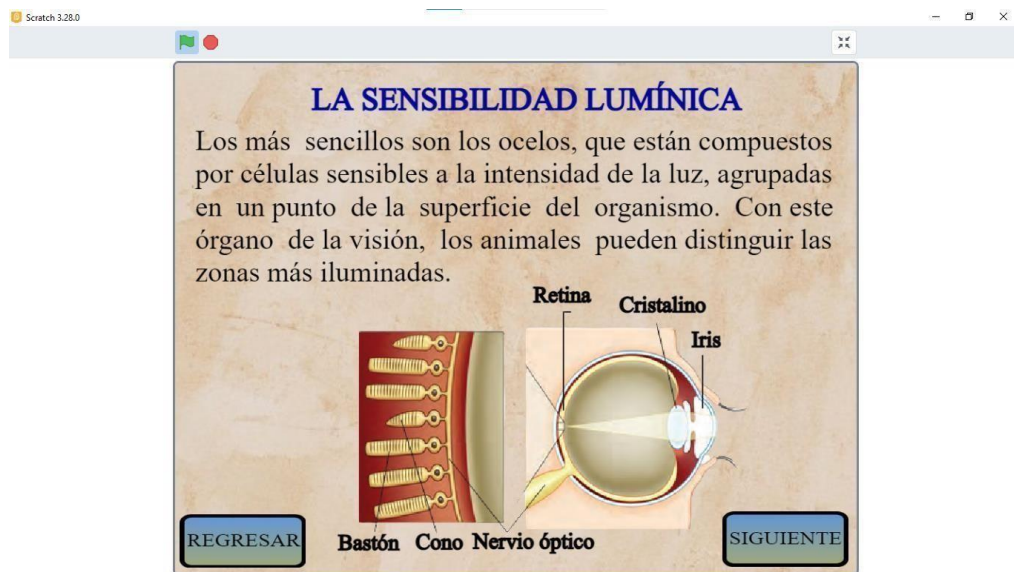 Scratch 3.28.0
LA SENSIBILIDAD LUMÍNICA
Los más sencillos son los ocelos, que están compuestos
por células sensibles a la intensidad de la luz, agrupadas
en un punto de la superficie del organismo. Con este
órgano de la visión, los animales pueden distinguir las
zonas más iluminadas.
Retina
Cristalino
Iris
Bastón Cono Nervio óptico
REGRESAR
SIGUIENTE